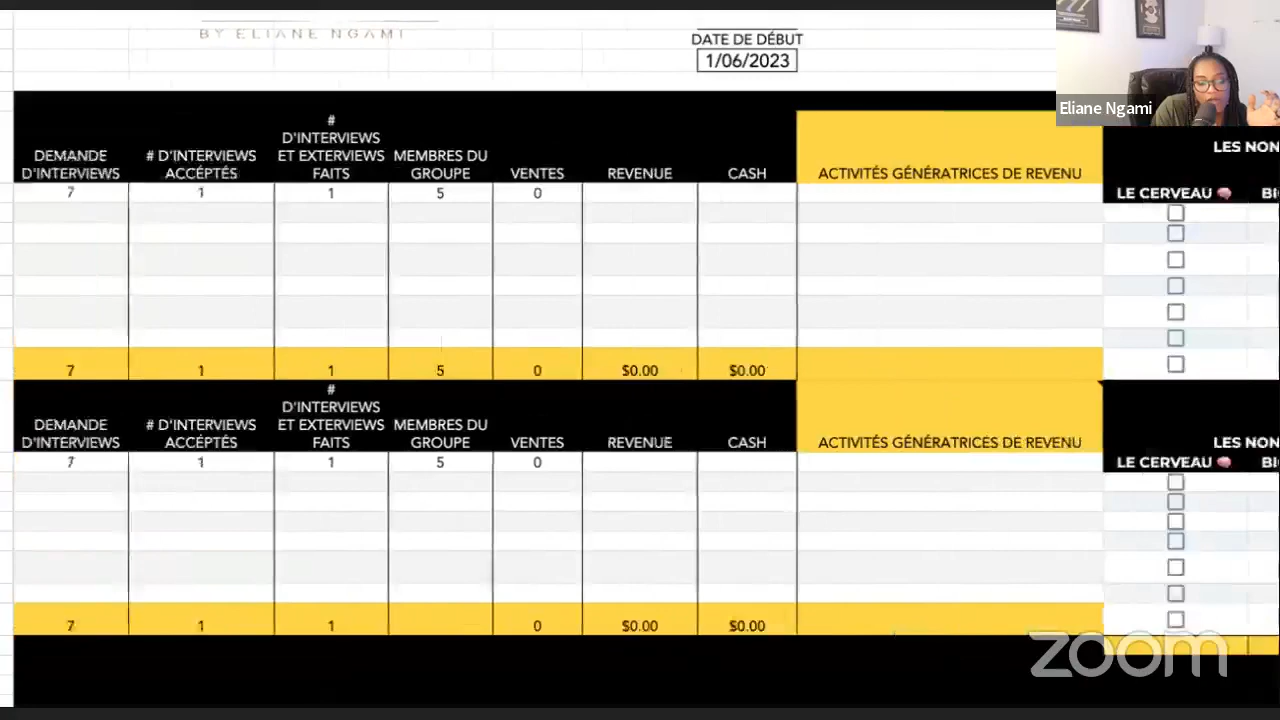 BY ELIANE NGAMI
DATE DE DÉBUT
1/06/2023
Eliane Ngami
DEMANDE D'INTERVIEWS
# D'INTERVIEWS ACCÉPTÉS
# D'INTERVIEWS ET EXTERVIEWS FAITS
MEMBRES DU GROUPE
VENTES
REVENUE
CASH
ACTIVITÉS GÉNÉRATRICES DE REVENU
LES NON
LE CERVEAU 🧠
7 1 1 5 0
7 1 1 5 0 $0.00 $0.00
DEMANDE D'INTERVIEWS
# D'INTERVIEWS ACCÉPTÉS
# D'INTERVIEWS ET EXTERVIEWS FAITS
MEMBRES DU GROUPE
VENTES
REVENUE
CASH
ACTIVITÉS GÉNÉRATRICES DE REVENU
LES NON
LE CERVEAU 🧠
7 1 1 5 0
7 1 1 0 $0.00 $0.00
zoom